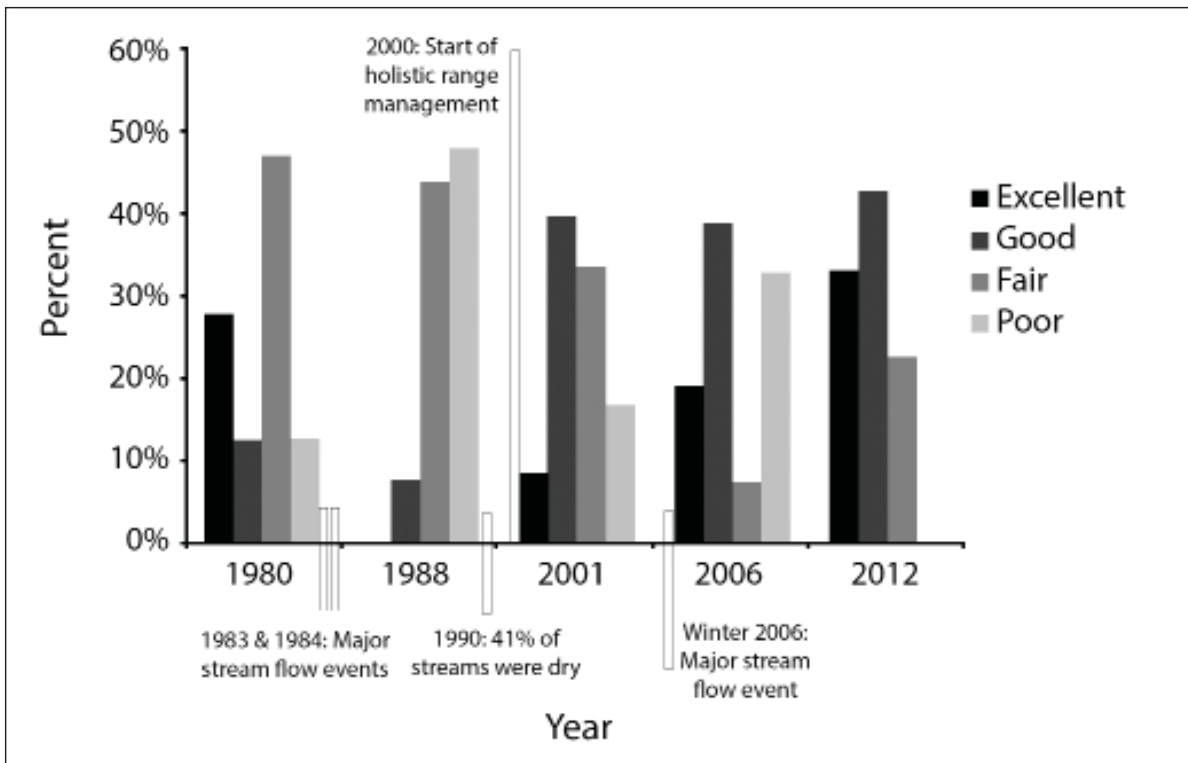 60%
50%
40%
30%
20%
10%
0%
Percent
2000: Start of
holistic range
management
Excellent
Good
Fair
Poor
1980
1988
2001
2006
2012
1983 & 1984: Major
stream flow events
1990: 41% of
streams were dry
Winter 2006:
Major stream
flow event
Year